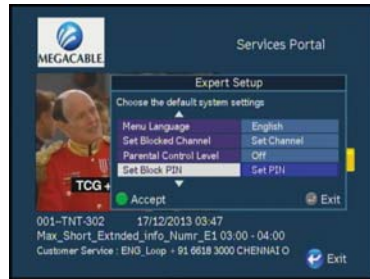 MEGACABLE
Services Portal
Expert Setup
Choose the default system settings
Menu Language English
Set Blocked Channel Set Channel
Parental Control Level Off
Set Block PIN Set PIN
TCG +
Accept Exit
001-TNT-302 17/12/2013 03:47
Max_Short_Extnded_info_Numr_E1 03:00 - 04:00
Customer Service : ENG_Loop + 91 6618 3000 CHENNAI O
Exit